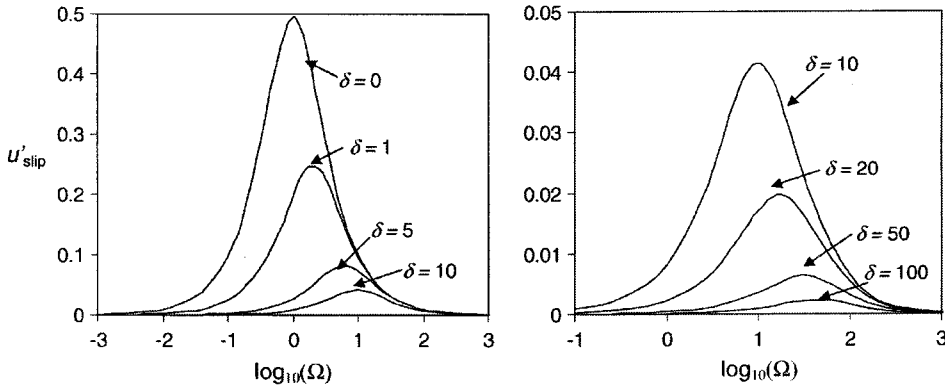 0.5
0.4
0.3
0.2
0.1
0
u'slip
δ = 0
δ = 1
δ = 5
δ = 10
-3 -2 -1 0 1 2 3
log10(Ω)
0.05
0.04
0.03
0.02
0.01
0
δ = 10
δ = 20
δ = 50
δ = 100
-1 0 1 2 3
log10(Ω)